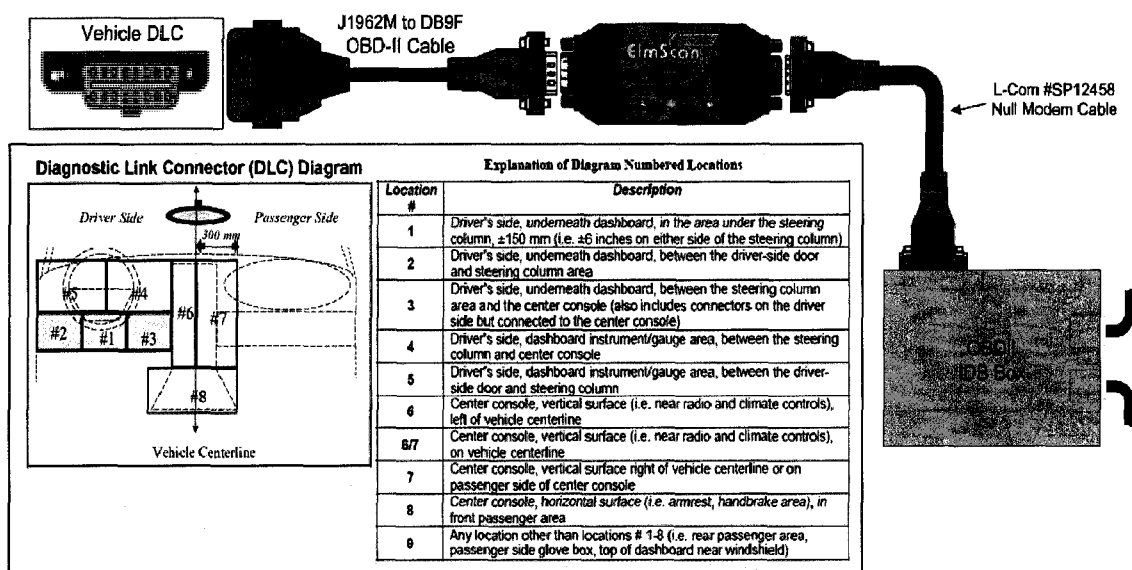 Vehicle DLC
J1962M to DB9F
OBD-II Cable
ElmScan
L-Com #SP12458
Null Modem Cable
Diagnostic Link Connector (DLC) Diagram
Driver Side
Passenger Side
300 mm
#5
#4
#6
#7
#2
#1
#3
#8
Vehicle Centerline
Explanation of Diagram Numbered Locations
Location
#
Description
1
Driver's side, underneath dashboard, in the area under the steering
column, ±150 mm (i.e. ±6 inches on either side of the steering column)
2
Driver's side, underneath dashboard, between the driver-side door
and steering column area
3
Driver's side, underneath dashboard, between the steering column
area and the center console (also includes connectors on the driver
side but connected to the center console)
4
Driver's side, dashboard instrument/gauge area, between the steering
column and center console
5
Driver's side, dashboard instrument/gauge area, between the driver-
side door and steering column
6
Center console, vertical surface (i.e. near radio and climate controls),
left of vehicle centerline
6/7
Center console, vertical surface (i.e. near radio and climate controls),
on vehicle centerline
7
Center console, vertical surface right of vehicle centerline or on
passenger side of center console
8
Center console, horizontal surface (i.e. armrest, handbrake area), in
front passenger area
9
Any location other than locations # 1-8 (i.e. rear passenger area,
passenger side glove box, top of dashboard near windshield)
Box